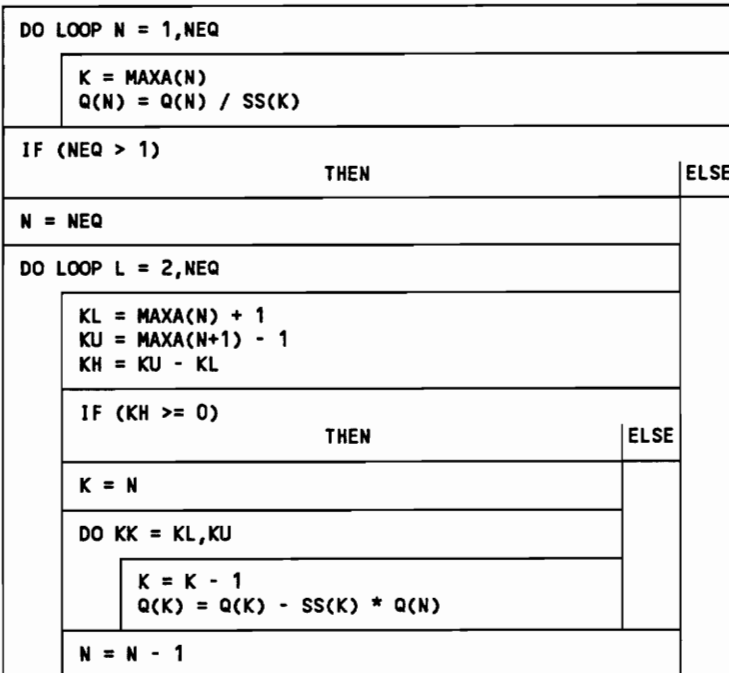 DO LOOP N = 1,NEQ
K = MAXA(N)
Q(N) = Q(N) / SS(K)
IF (NEQ > 1)
THEN ELSE
N = NEQ
DO LOOP L = 2,NEQ
KL = MAXA(N) + 1
KU = MAXA(N+1) - 1
KH = KU - KL
IF (KH >= 0)
THEN ELSE
K = N
DO KK = KL,KU
K = K - 1
Q(K) = Q(K) - SS(K) * Q(N)
N = N - 1